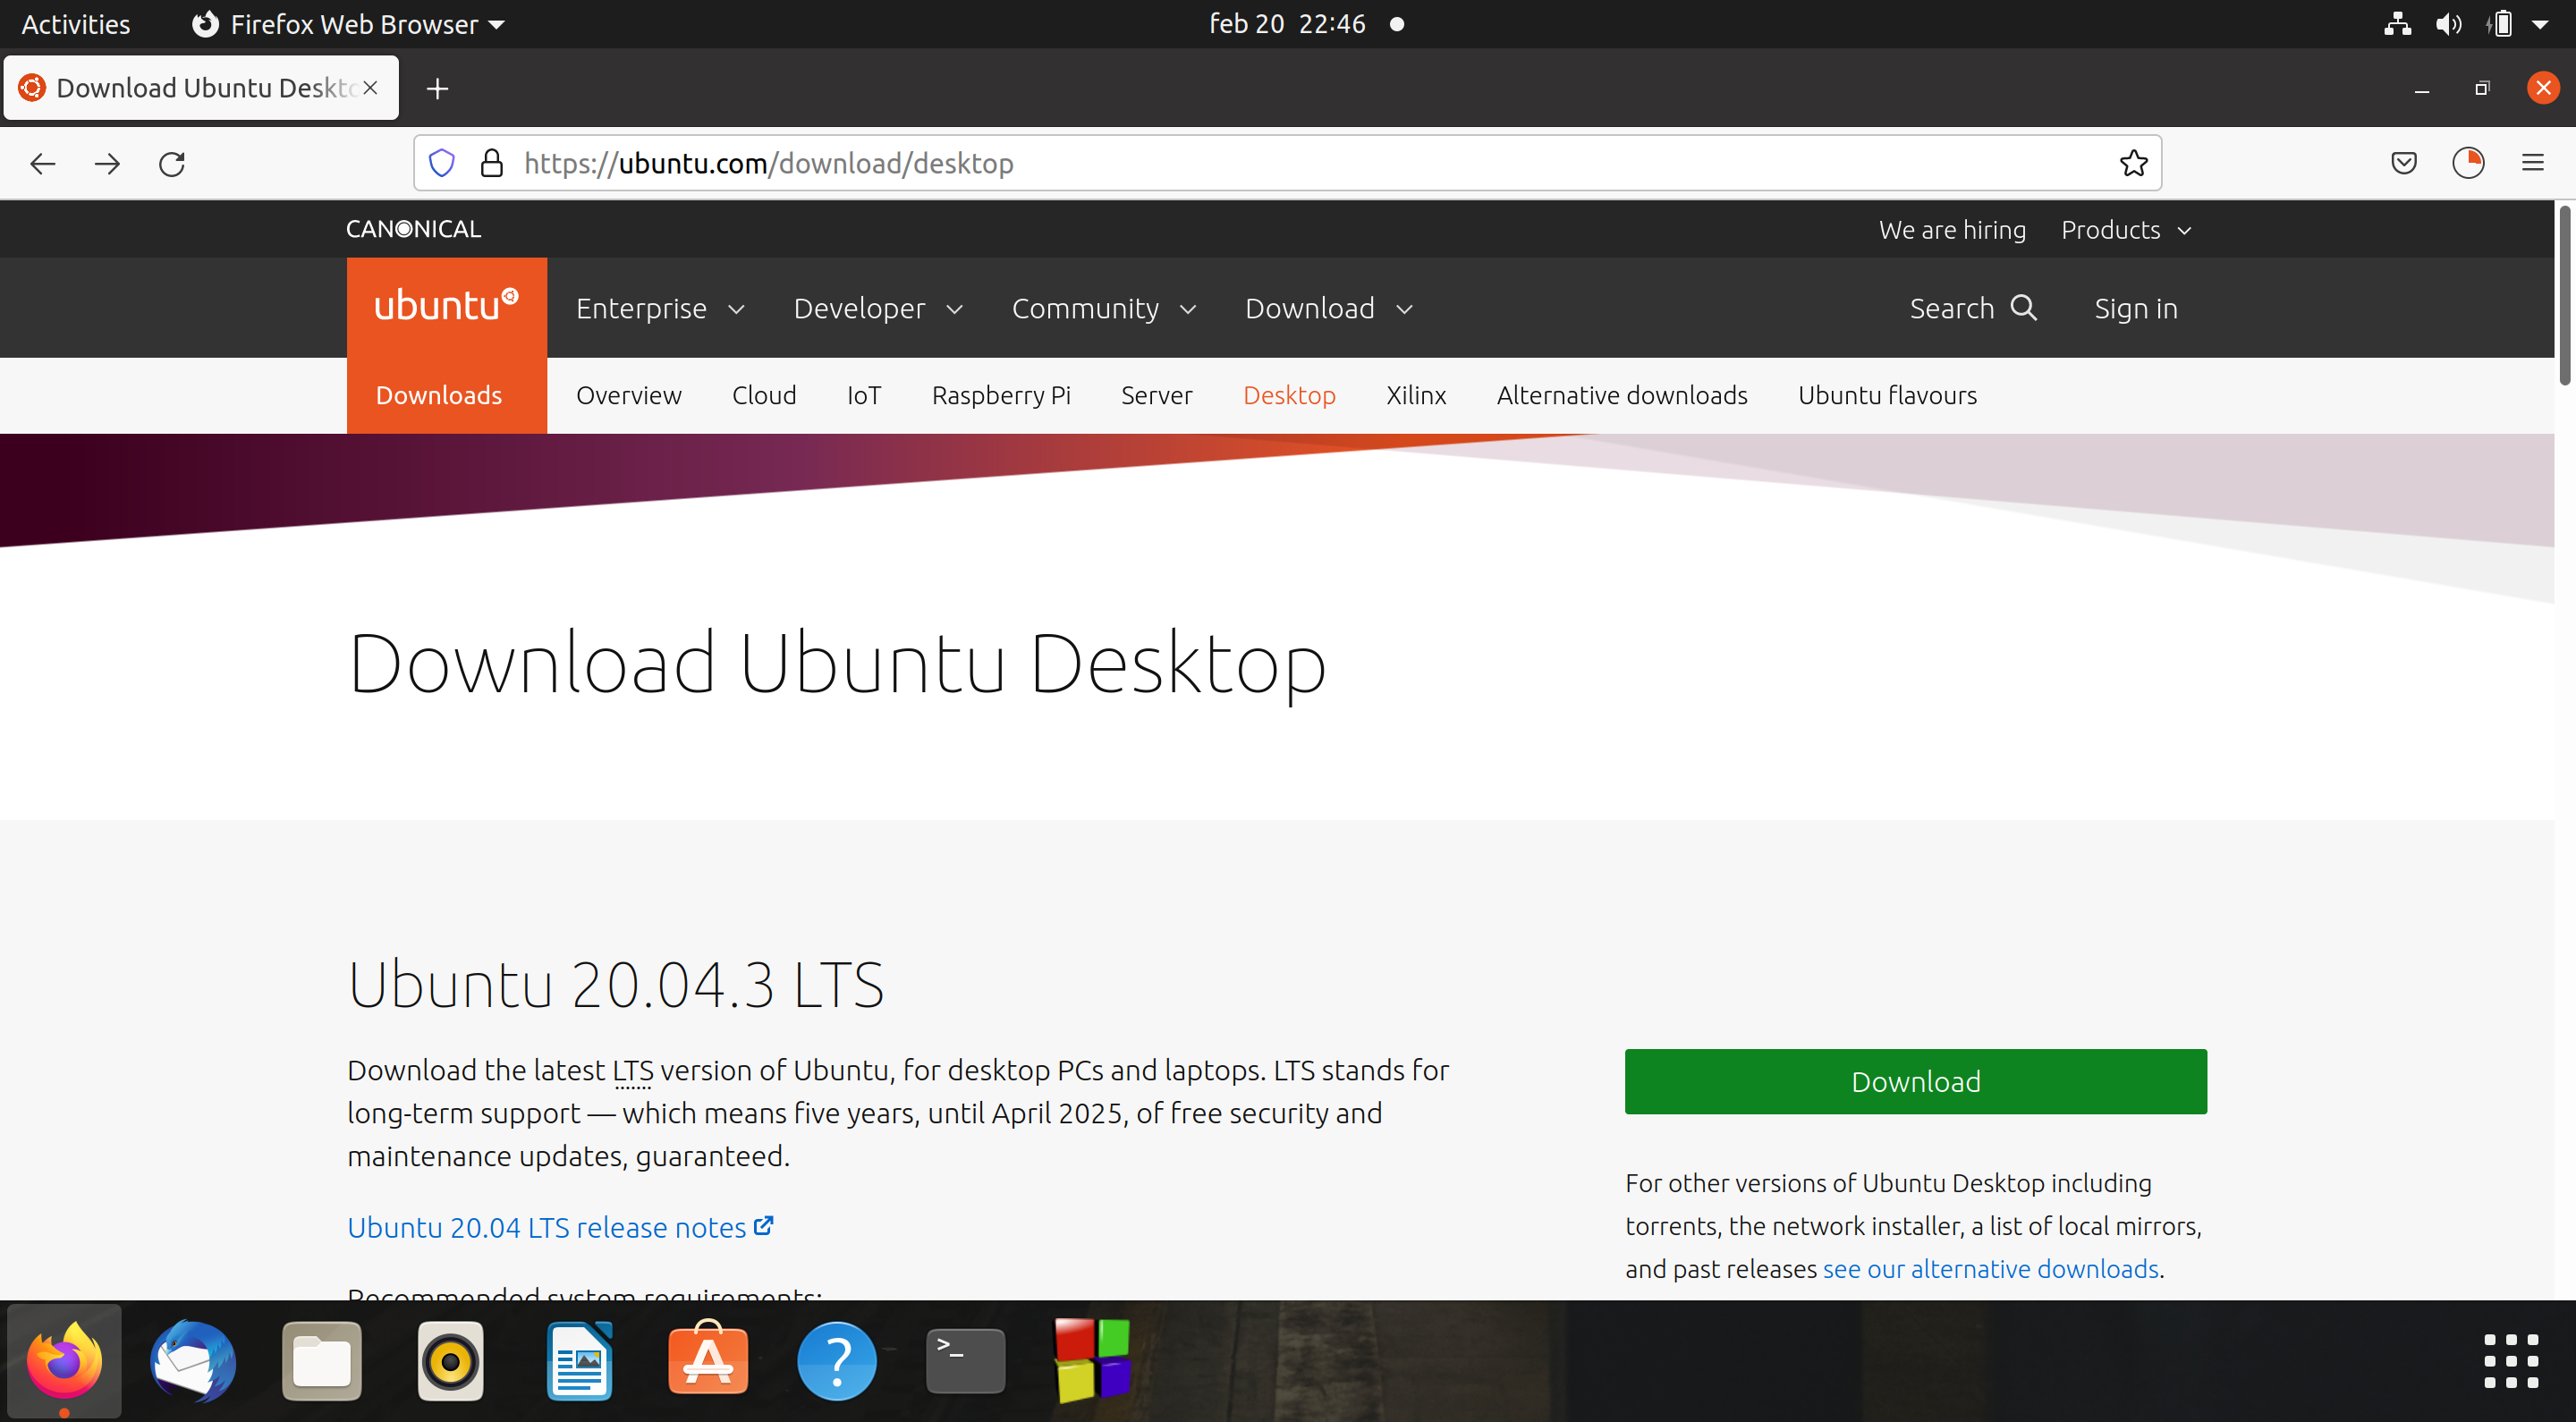 Activities
Firefox Web Browser
feb 20 22:46
Download Ubuntu Deskto
https://ubuntu.com/download/desktop
CANONICAL
We are hiring
Products
ubuntu
Enterprise
Developer
Community
Download
Search
Sign in
Downloads
Overview
Cloud
IoT
Raspberry Pi
Server
Desktop
Xilinx
Alternative downloads
Ubuntu flavours
Download Ubuntu Desktop
Ubuntu 20.04.3 LTS
Download the latest LTS version of Ubuntu, for desktop PCs and laptops. LTS stands for
long-term support — which means five years, until April 2025, of free security and
maintenance updates, guaranteed.
Ubuntu 20.04 LTS release notes
Recommended system requirements:
Download
For other versions of Ubuntu Desktop including
torrents, the network installer, a list of local mirrors,
and past releases see our alternative downloads.